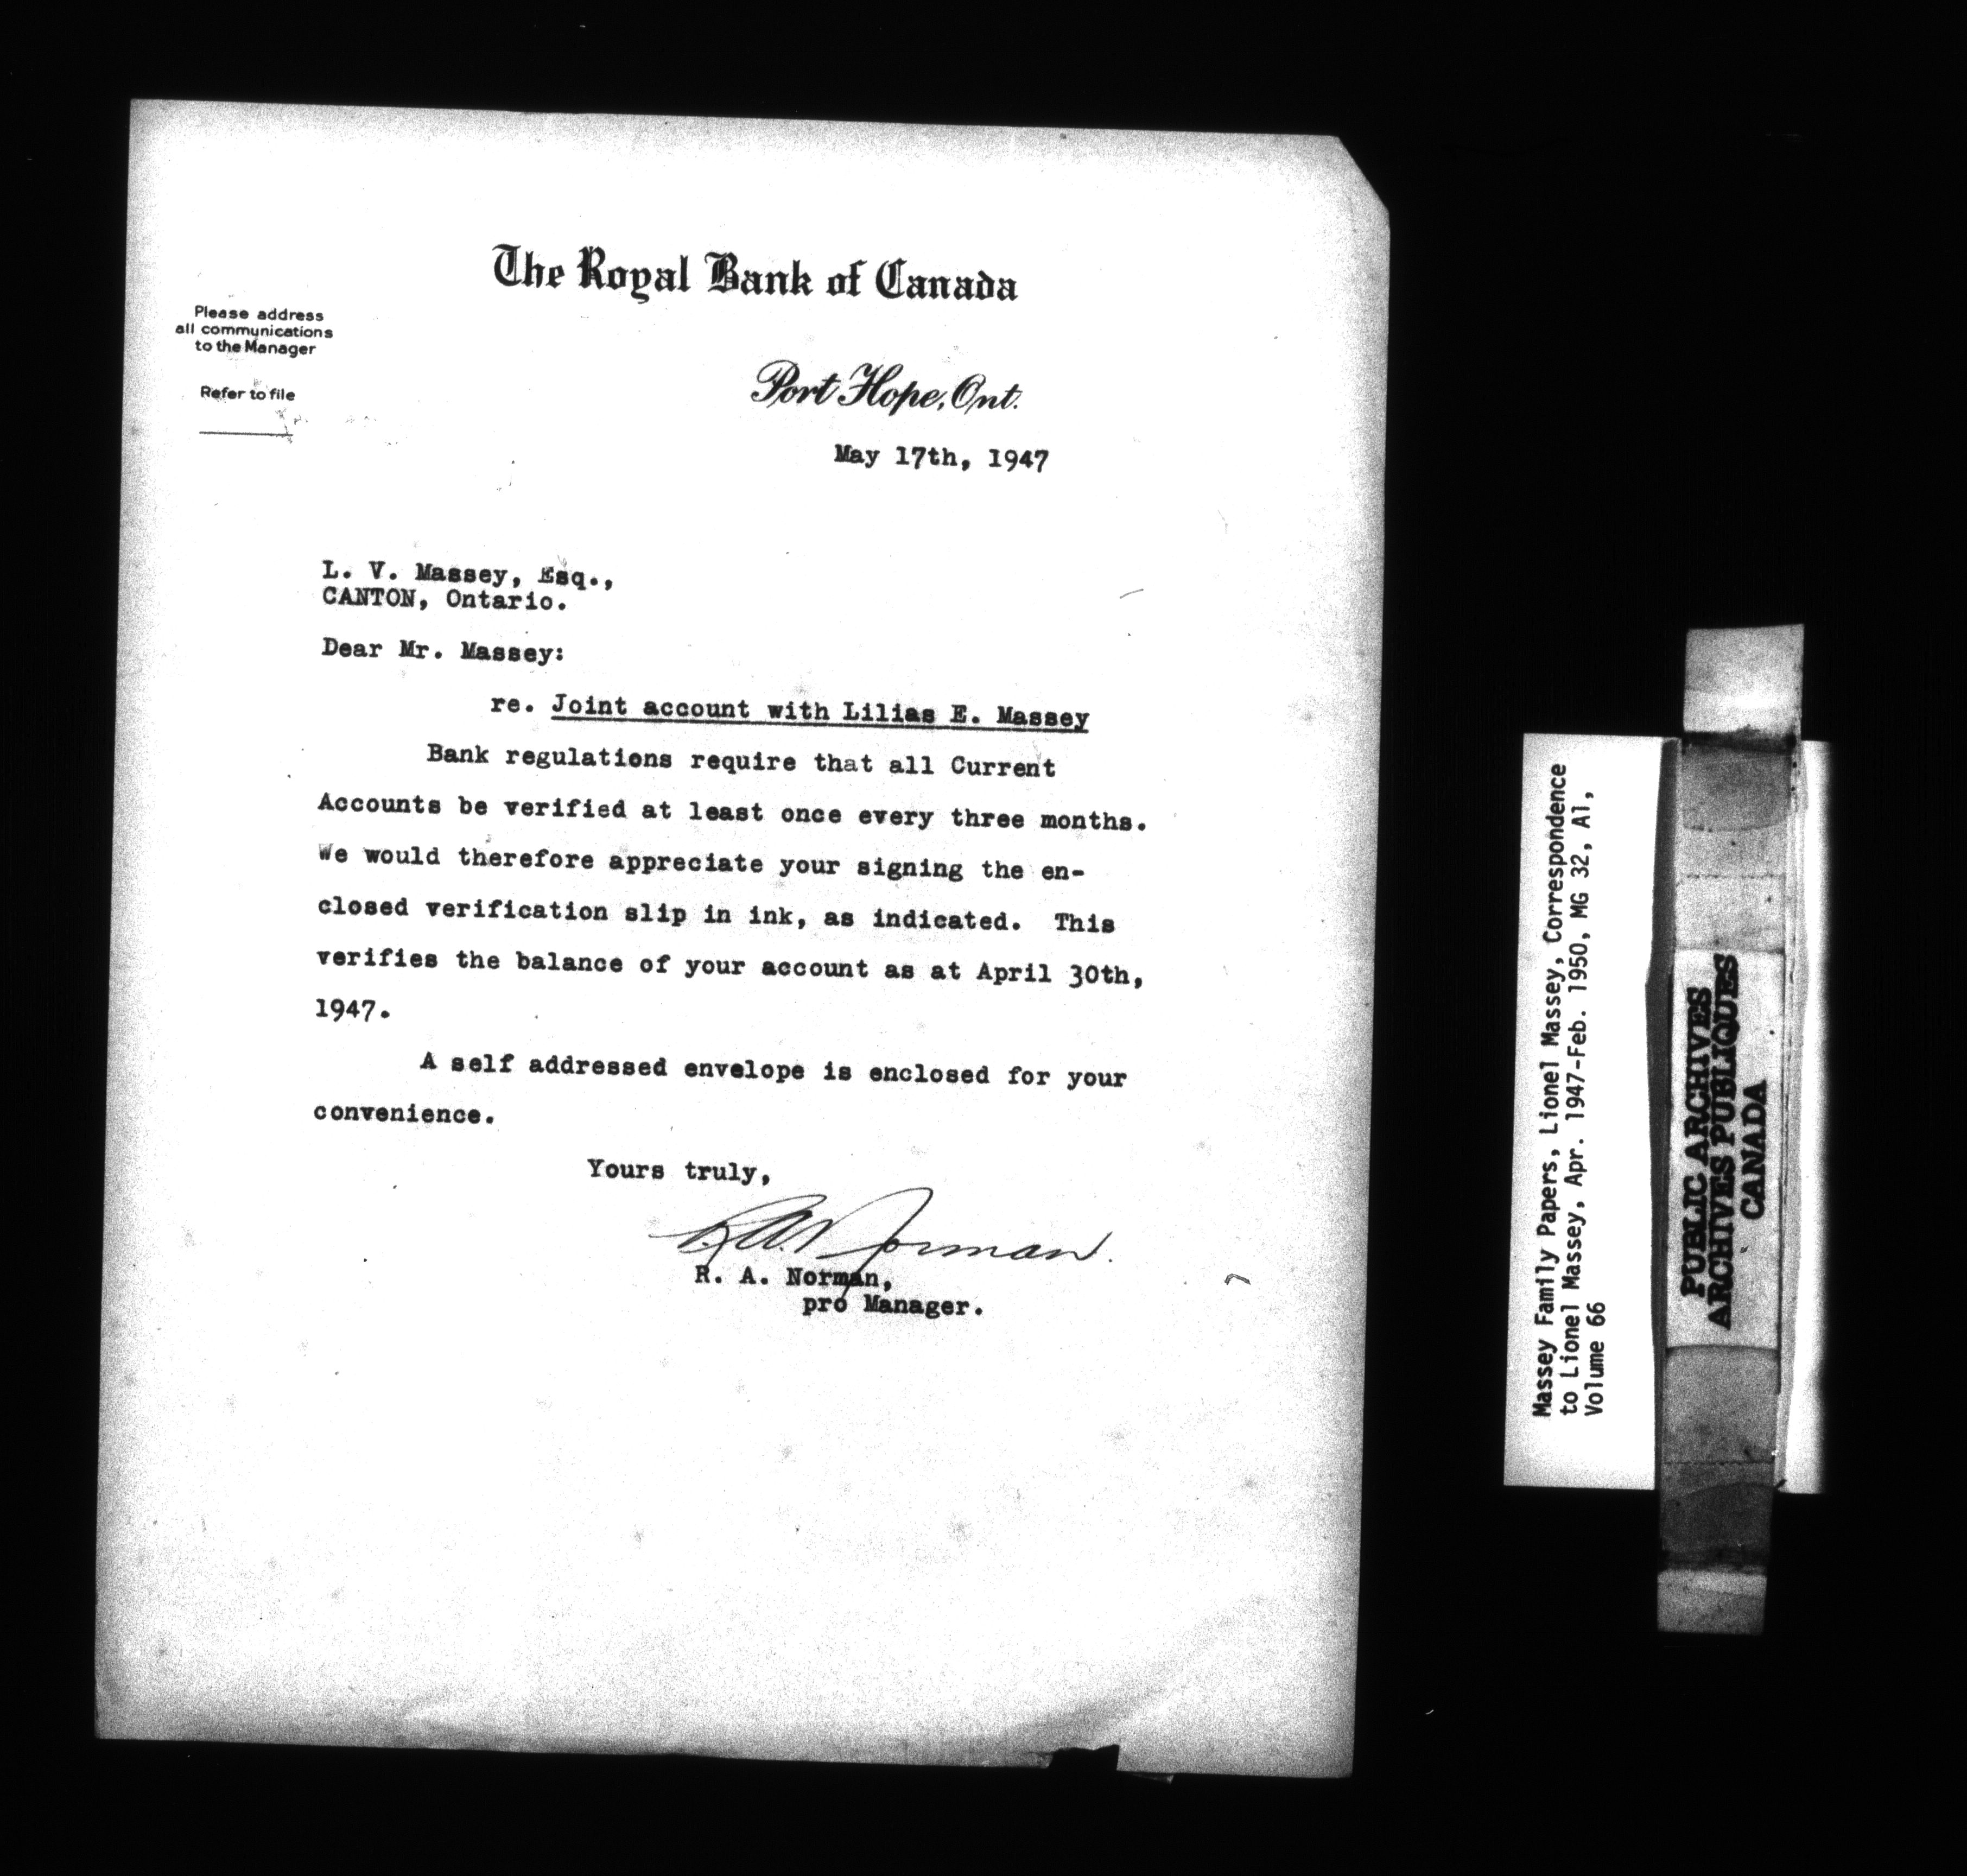 The Royal Bank of Canada
Please address
all communications
to the Manager
Refer to file
Port Hope, Ont.
May 17th, 1947
L. V. Massey, Esq.,
CANTON, Ontario.
Dear Mr. Massey:
re. Joint account with Lilias E. Massey
Bank regulations require that all Current
Accounts be verified at least once every three months.
We would therefore appreciate your signing the en-
closed verification slip in ink, as indicated. This
verifies the balance of your account as at April 30th,
1947.
A self addressed envelope is enclosed for your
convenience.
Yours truly,
R.A. Norman.
R. A. Norman,
pro Manager.
Massey Family Papers, Lionel Massey, Correspondence
to Lionel Massey, Apr. 1947-Feb. 1950, MG 32, A1,
Volume 66
PUBLIC ARCHIVES
ARCHIVES PUBLIQUES
CANADA